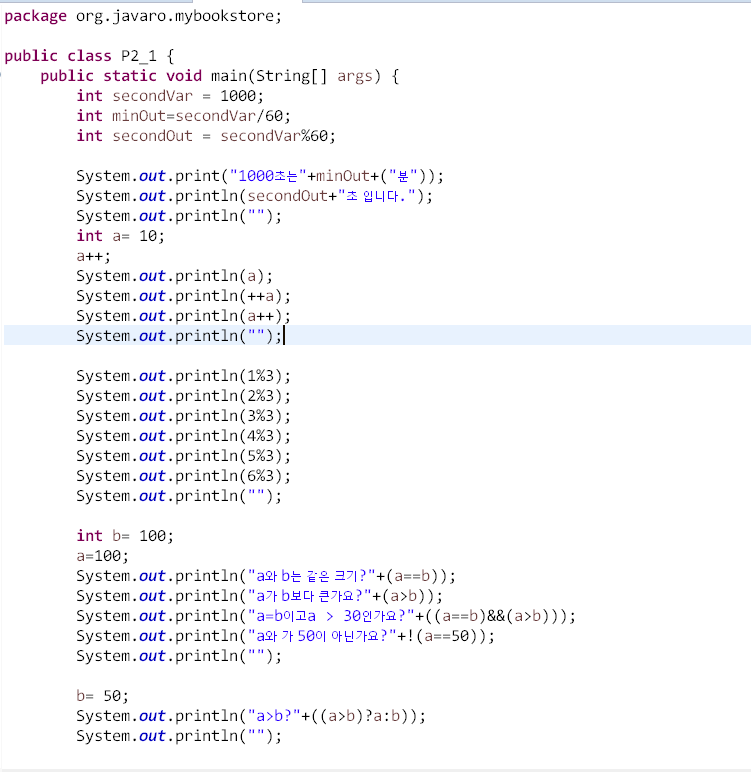 package org.javaro.mybookstore;
public class P2_1 {
public static void main(String[] args) {
int secondVar = 1000;
int minOut=secondVar/60;
int secondOut = secondVar%60;
System.out.print("1000초는"+minOut+("분"));
System.out.println(secondOut+"초 입니다.");
System.out.println("");
int a= 10;
a++;
System.out.println(a);
System.out.println(++a);
System.out.println(a++);
System.out.println("");
System.out.println(1%3);
System.out.println(2%3);
System.out.println(3%3);
System.out.println(4%3);
System.out.println(5%3);
System.out.println(6%3);
System.out.println("");
int b= 100;
a=100;
System.out.println("a와 b는 같은 크기?"+(a==b));
System.out.println("a가 b보다 큰가요?"+(a>b));
System.out.println("a=b이고a > 30인가요?"+((a==b)&&(a>b)));
System.out.println("a와 가 50이 아닌가요?"+!(a==50));
System.out.println("");
b= 50;
System.out.println("a>b?"+((a>b)?a:b));
System.out.println("");